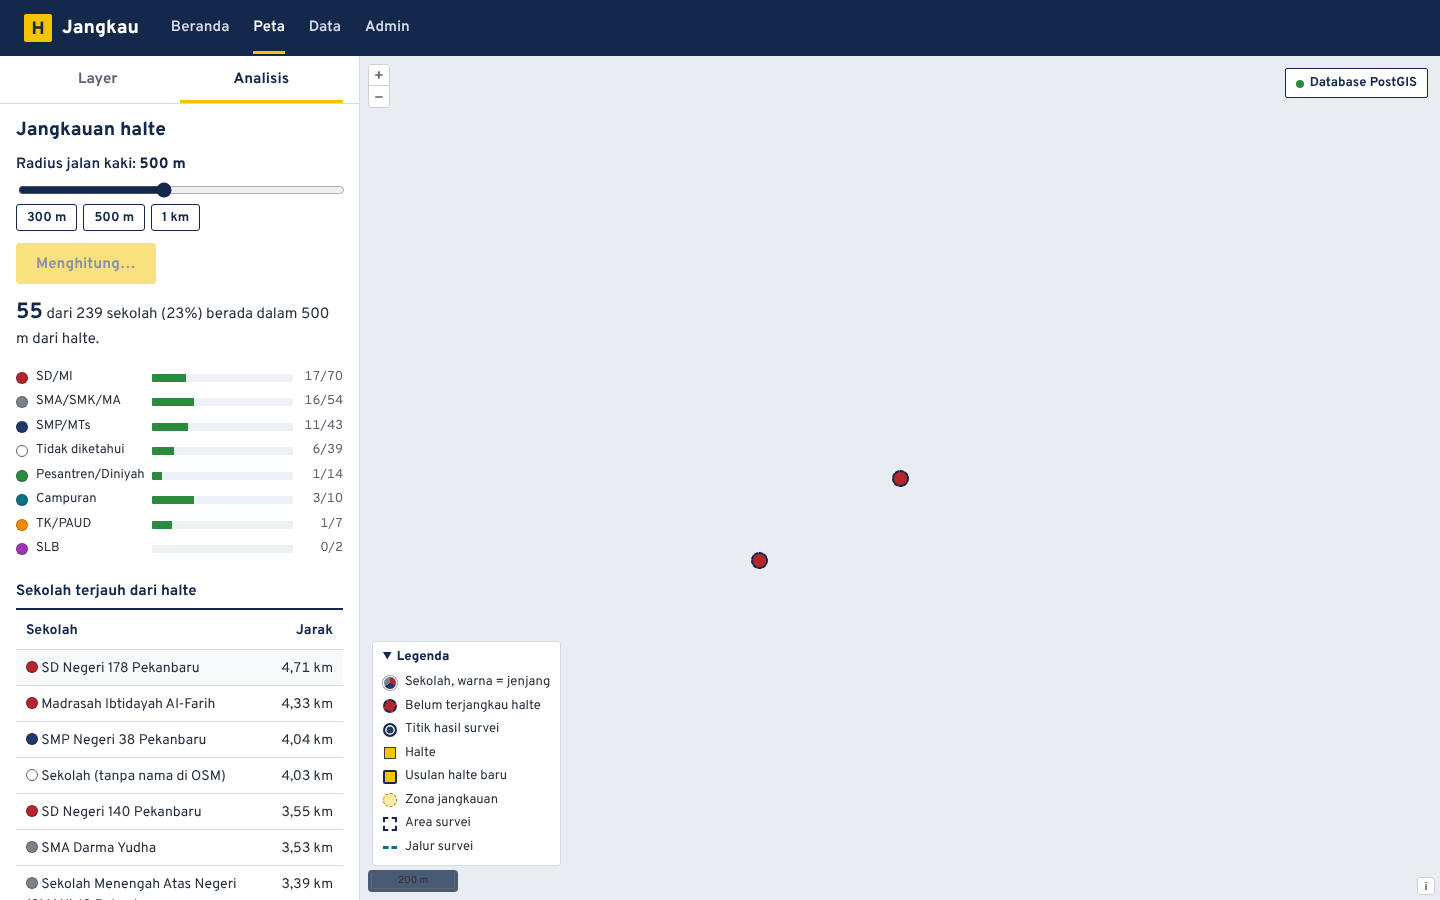 H Jangkau Beranda Peta Data Admin
Layer Analisis
Jangkauan halte
Radius jalan kaki: 500 m
300 m 500 m 1 km
Menghitung...
55 dari 239 sekolah (23%) berada dalam 500
m dari halte.
SD/MI 17/70
SMA/SMK/MA 16/54
SMP/MTs 11/43
Tidak diketahui 6/39
Pesantren/Diniyah 1/14
Campuran 3/10
TK/PAUD 1/7
SLB 0/2
Sekolah terjauh dari halte
Sekolah Jarak
SD Negeri 178 Pekanbaru 4,71 km
Madrasah Ibtidayah Al-Farih 4,33 km
SMP Negeri 38 Pekanbaru 4,04 km
Sekolah (tanpa nama di OSM) 4,03 km
SD Negeri 140 Pekanbaru 3,55 km
SMA Darma Yudha 3,53 km
Sekolah Menengah Atas Negeri 3,39 km
+
−
Database PostGIS
▼ Legenda
Sekolah, warna = jenjang
Belum terjangkau halte
Titik hasil survei
Halte
Usulan halte baru
Zona jangkauan
Area survei
Jalur survei
200 m
i